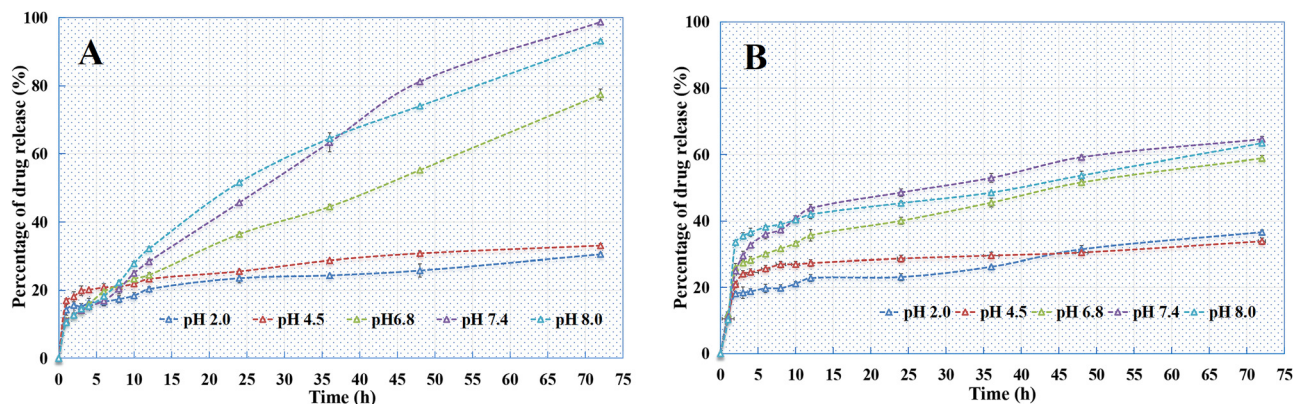 A
Percentage of drug release (%)
100
80
60
40
20
0
pH 2.0 pH 4.5 pH6.8 pH 7.4 pH 8.0
0 5 10 15 20 25 30 35 40 45 50 55 60 65 70 75
Time (h)
B
Percentage of drug release (%)
100
80
60
40
20
0
pH 2.0 pH 4.5 pH 6.8 pH 7.4 pH 8.0
0 5 10 15 20 25 30 35 40 45 50 55 60 65 70 75
Time (h)